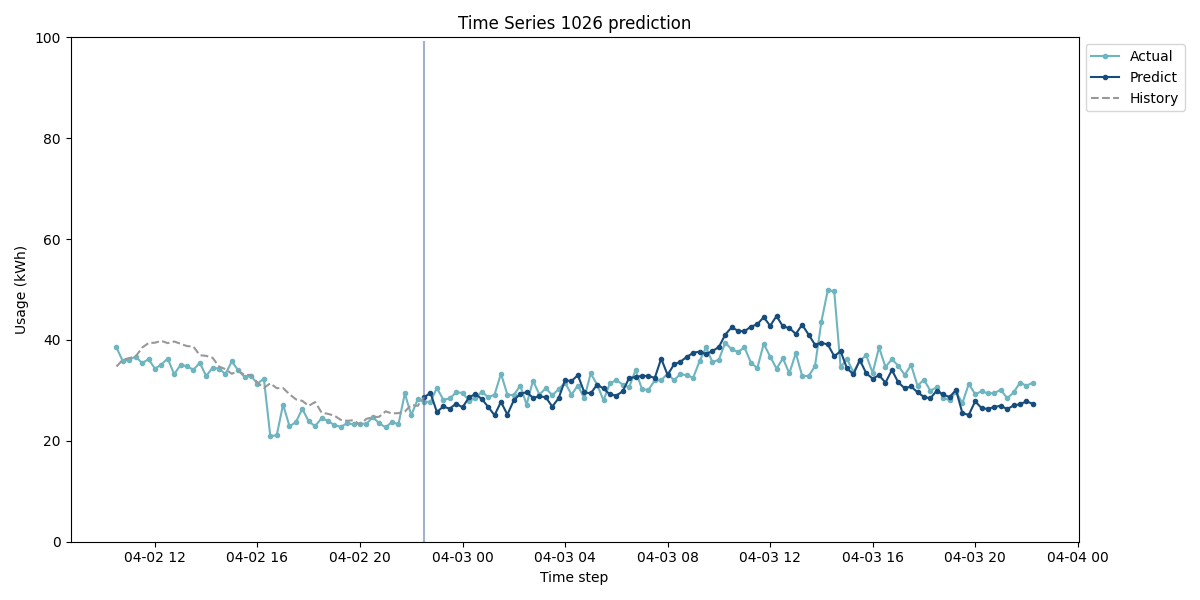 Time Series 1026 prediction
Actual
Predict
History
Usage (kWh)
100
80
60
40
20
0
04-02 12
04-02 16
04-02 20
04-03 00
04-03 04
04-03 08
04-03 12
04-03 16
04-03 20
04-04 00
Time step